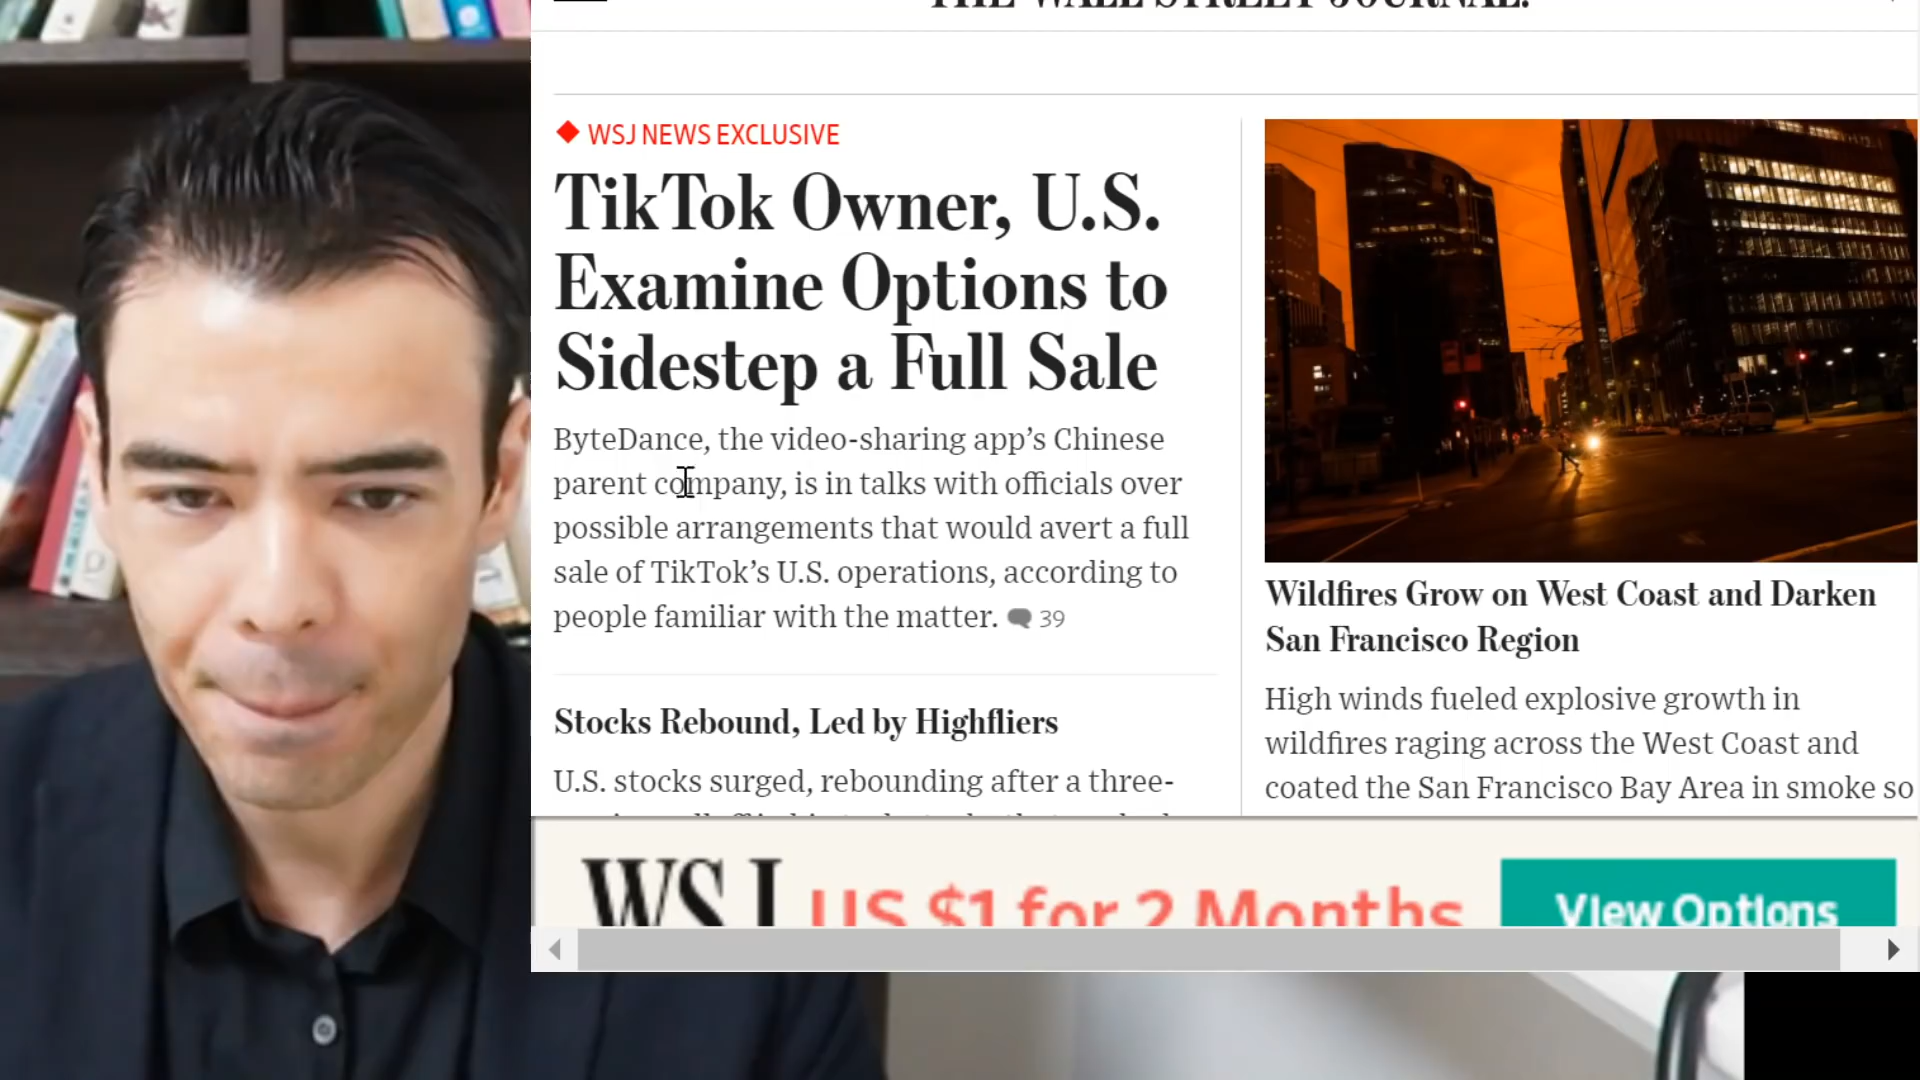 THE WALL STREET JOURNAL.
WSJ NEWS EXCLUSIVE
TikTok Owner, U.S.
Examine Options to
Sidestep a Full Sale
ByteDance, the video-sharing app’s Chinese
parent company, is in talks with officials over
possible arrangements that would avert a full
sale of TikTok’s U.S. operations, according to
people familiar with the matter. 39
Stocks Rebound, Led by Highfliers
U.S. stocks surged, rebounding after a three-
Wildfires Grow on West Coast and Darken
San Francisco Region
High winds fueled explosive growth in
wildfires raging across the West Coast and
coated the San Francisco Bay Area in smoke so
WSJ US $1 for 2 Months
View Options